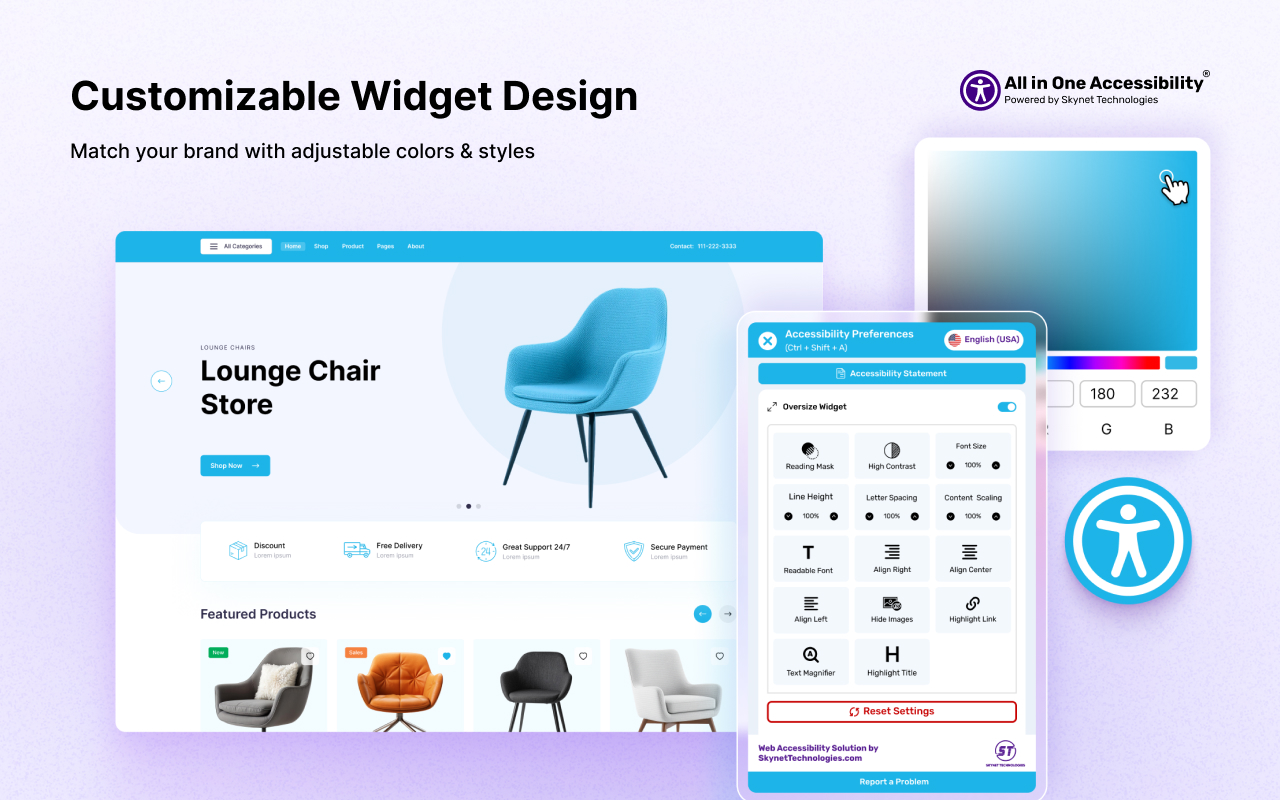 Customizable Widget Design
Match your brand with adjustable colors & styles
All in One Accessibility®
Powered by Skynet Technologies
All Categories
Home
Shop
Product
Pages
About
Contact: 111-222-3333
LOUNGE CHAIRS
Lounge Chair
Store
Shop Now
Discount
Lorem ipsum
Free Delivery
Lorem ipsum
24
Great Support 24/7
Lorem ipsum
Secure Payment
Lorem ipsum
Featured Products
New
Sales
180
232
G
B
Accessibility Preferences
(Ctrl + Shift + A)
English (USA)
Accessibility Statement
Oversize Widget
Reading Mask
High Contrast
Font Size
100%
Line Height
100%
Letter Spacing
100%
Content Scaling
100%
T
Readable Font
Align Right
Align Center
Align Left
Hide Images
Highlight Link
A
Text Magnifier
H
Highlight Title
Reset Settings
Web Accessibility Solution by
SkynetTechnologies.com
ST
SKYNET TECHNOLOGIES
Report a Problem